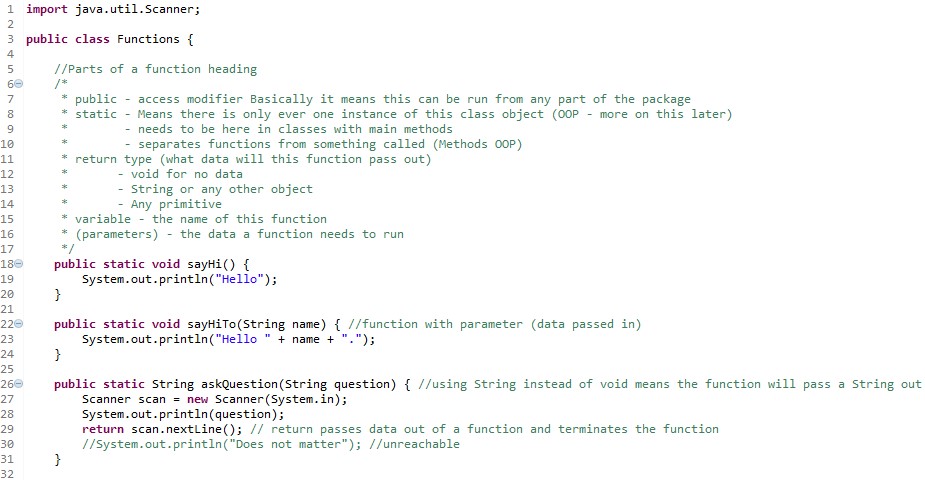 1 import java.util.Scanner;
2
3 public class Functions {
4
5 //Parts of a function heading
6 /*
7 * public - access modifier Basically it means this can be run from any part of the package
8 * static - Means there is only ever one instance of this class object (OOP - more on this later)
9 * - needs to be here in classes with main methods
10 * - separates functions from something called (Methods OOP)
11 * return type (what data will this function pass out)
12 * - void for no data
13 * - String or any other object
14 * - Any primitive
15 * variable - the name of this function
16 * (parameters) - the data a function needs to run
17 */
18 public static void sayHi() {
19 System.out.println("Hello");
20 }
21
22 public static void sayHiTo(String name) { //function with parameter (data passed in)
23 System.out.println("Hello " + name + ".");
24 }
25
26 public static String askQuestion(String question) { //using String instead of void means the function will pass a String out
27 Scanner scan = new Scanner(System.in);
28 System.out.println(question);
29 return scan.nextLine(); // return passes data out of a function and terminates the function
30 //System.out.println("Does not matter"); //unreachable
31 }
32